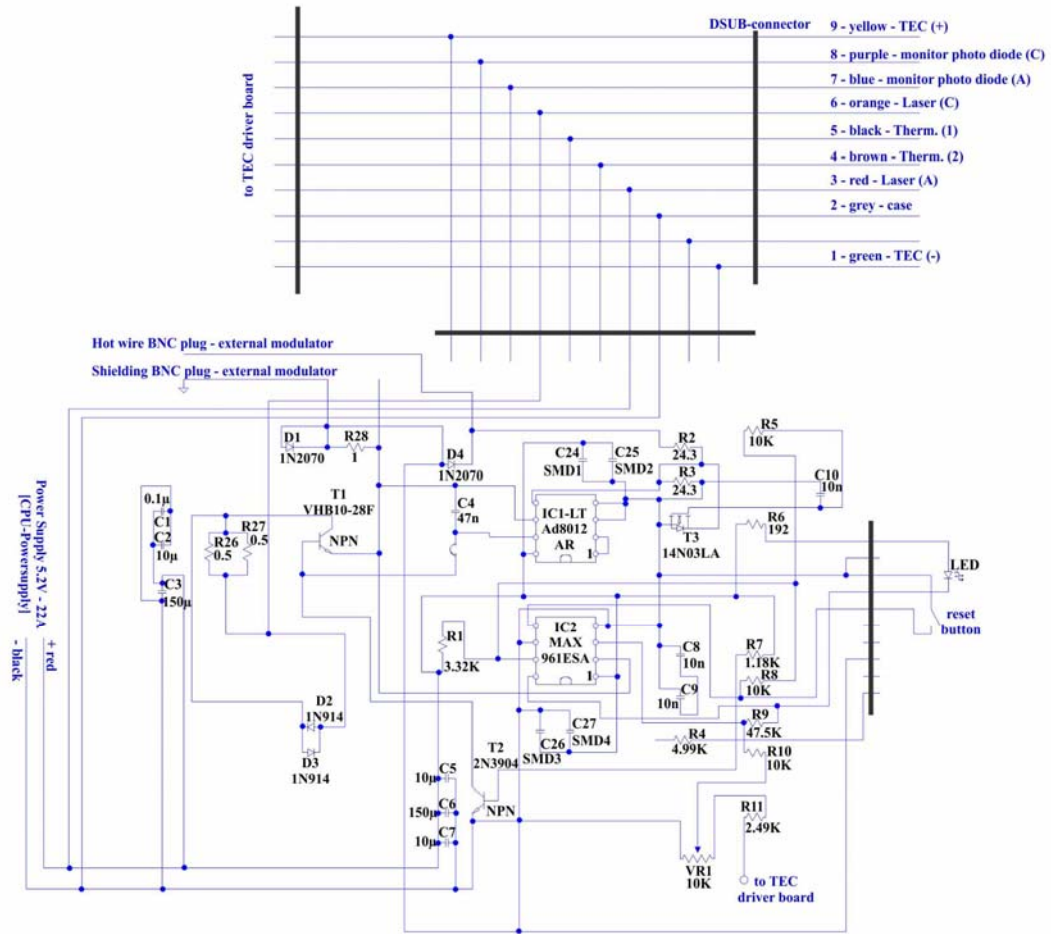 DSUB-connector
9 - yellow - TEC (+)
8 - purple - monitor photo diode (C)
7 - blue - monitor photo diode (A)
6 - orange - Laser (C)
5 - black - Therm. (1)
4 - brown - Therm. (2)
3 - red - Laser (A)
2 - grey - case
1 - green - TEC (-)
to TEC driver board
Hot wire BNC plug - external modulator
Shielding BNC plug - external modulator
D1
1N2070
R28
1
D4
1N2070
C24
SMD1
C25
SMD2
R2
24.3
R3
24.3
R5
10K
C10
10n
T1
VHB10-28F
NPN
C4
47n
IC1-LT
Ad8012
AR
1
T3
14N03LA
R6
192
LED
reset
button
Power Supply 5.2V - 22A
[CPU-Powersupply]
+ red
- black
0.1µ
C1
C2
10µ
C3
150µ
R26
0.5
R27
0.5
R1
3.32K
IC2
MAX
961ESA
1
C8
10n
C9
10n
R7
1.18K
R8
10K
R9
47.5K
R4
4.99K
R10
10K
D2
1N914
D3
1N914
C26
SMD3
C27
SMD4
T2
2N3904
NPN
C5
10µ
C6
150µ
C7
10µ
R11
2.49K
VR1
10K
to TEC
driver board